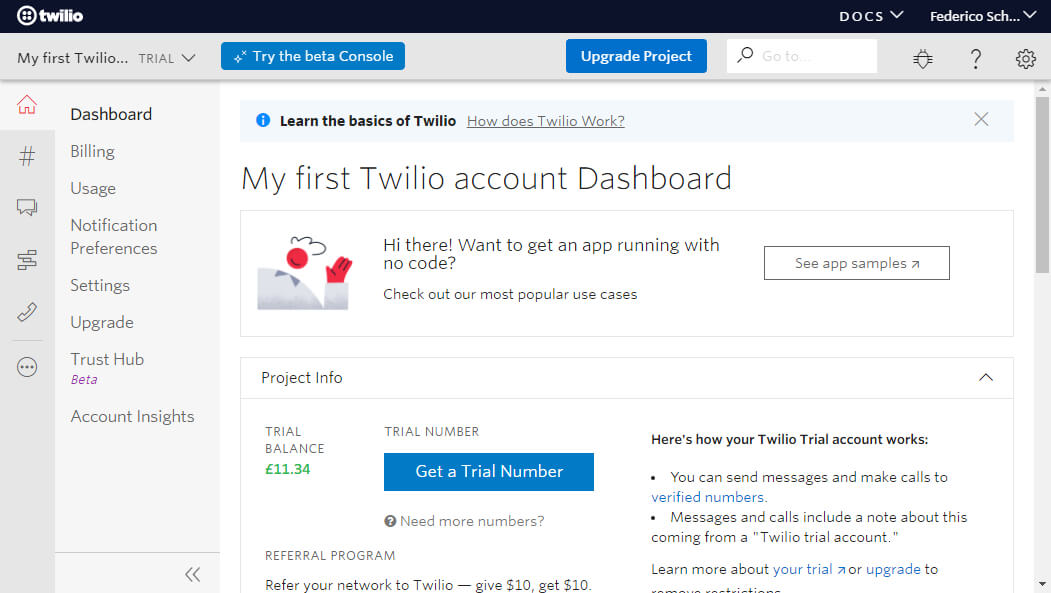 twilio
DOCS
Federico Sch...
My first Twilio... TRIAL
Try the beta Console
Upgrade Project
Go to...
Dashboard
Billing
Usage
Notification
Preferences
Settings
Upgrade
Trust Hub
Beta
Account Insights
Learn the basics of Twilio How does Twilio Work?
My first Twilio account Dashboard
Hi there! Want to get an app running with
no code?
Check out our most popular use cases
See app samples
Project Info
TRIAL
BALANCE
£11.34
TRIAL NUMBER
Get a Trial Number
Need more numbers?
REFERRAL PROGRAM
Refer your network to Twilio — give $10, get $10.
Here's how your Twilio Trial account works:
• You can send messages and make calls to
verified numbers.
• Messages and calls include a note about this
coming from a "Twilio trial account."
Learn more about your trial or upgrade to
remove restrictions.